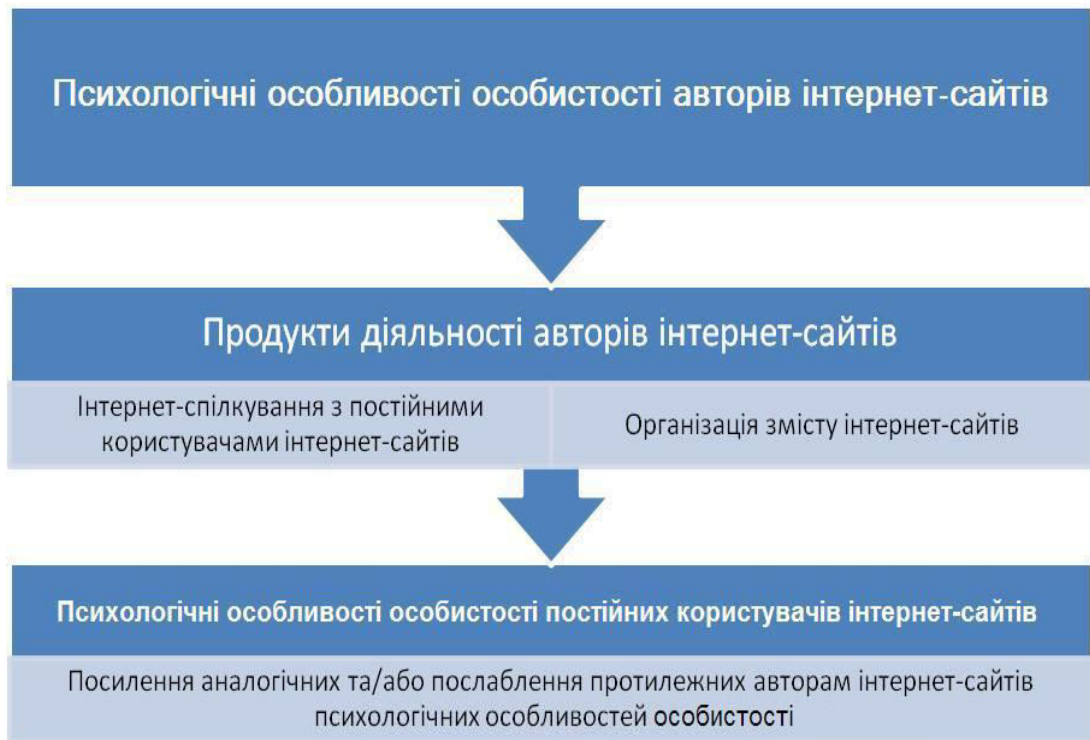 Психологічні особливості особистості авторів інтернет-сайтів
Продукти діяльності авторів інтернет-сайтів
Інтернет-спілкування з постійними
користувачами інтернет-сайтів
Організація змісту інтернет-сайтів
Психологічні особливості особистості постійних користувачів інтернет-сайтів
Посилення аналогічних та/або послаблення протилежних авторам інтернет-сайтів
психологічних особливостей особистості